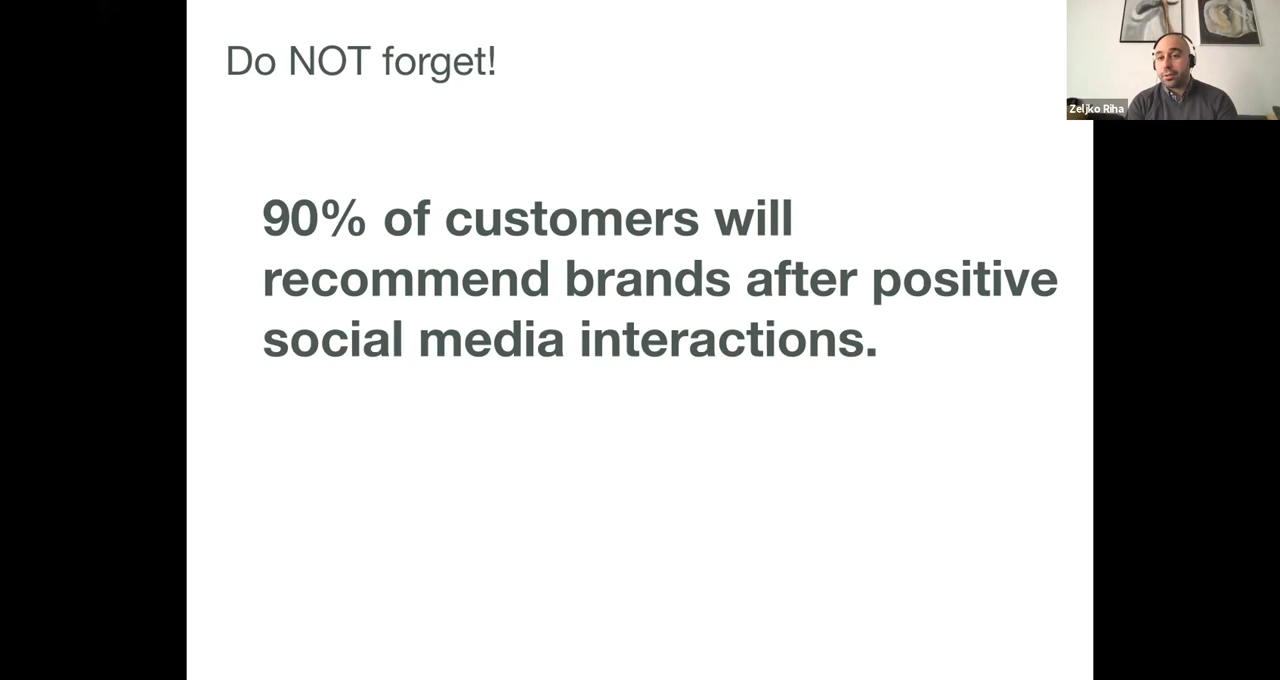 Do NOT forget!
Zeljko Riha
90% of customers will
recommend brands after positive
social media interactions.